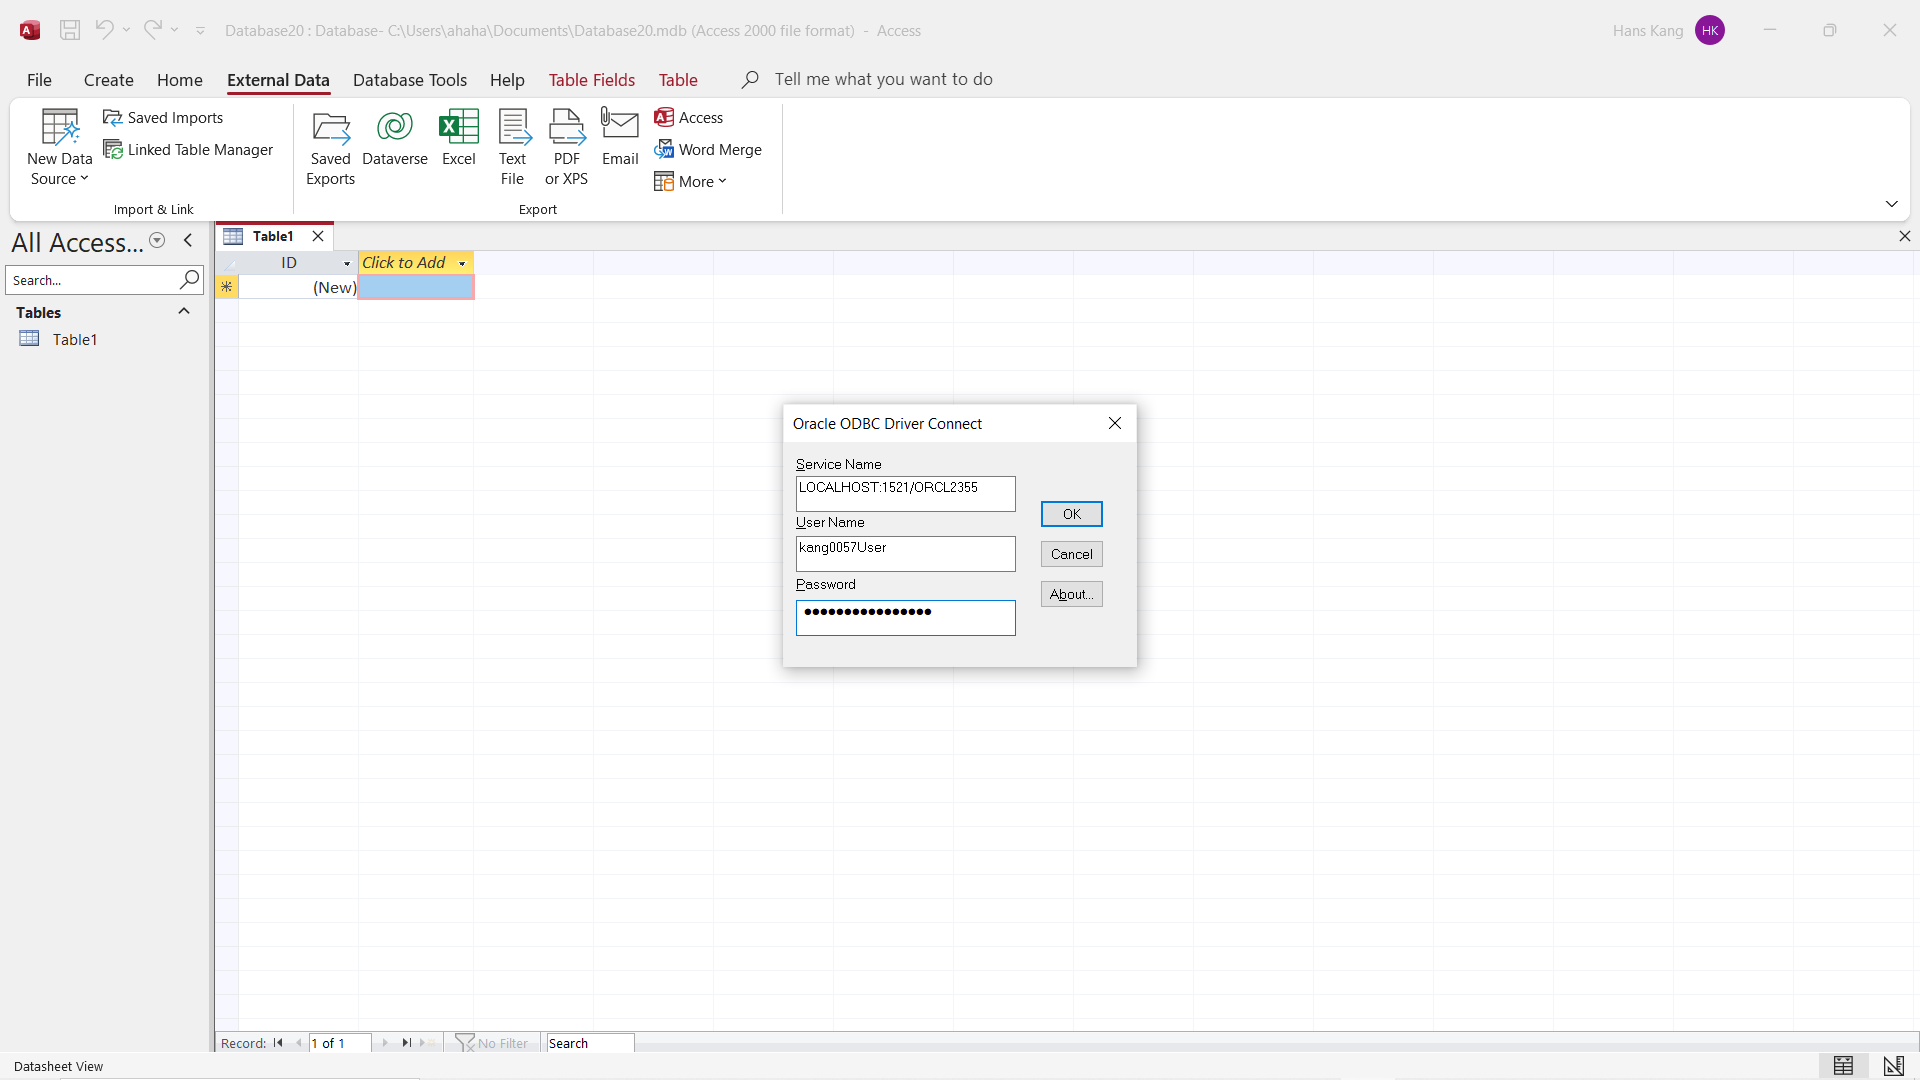 Database20 : Database- C:\Users\ahaha\Documents\Database20.mdb (Access 2000 file format) - Access
Hans Kang
HK
File Create Home External Data Database Tools Help Table Fields Table Tell me what you want to do
New Data Source
Saved Imports
Linked Table Manager
Import & Link
Saved Exports
Dataverse
Excel
Text File
PDF or XPS
Email
Access
Word Merge
More
Export
All Access...
Search...
Tables
Table1
Table1
ID Click to Add
(New)
Oracle ODBC Driver Connect
Service Name
LOCALHOST:1521/ORCL2355
User Name
kang0057User
Password
••••••••••••••••
OK
Cancel
About...
Record: 1 of 1 No Filter Search
Datasheet View